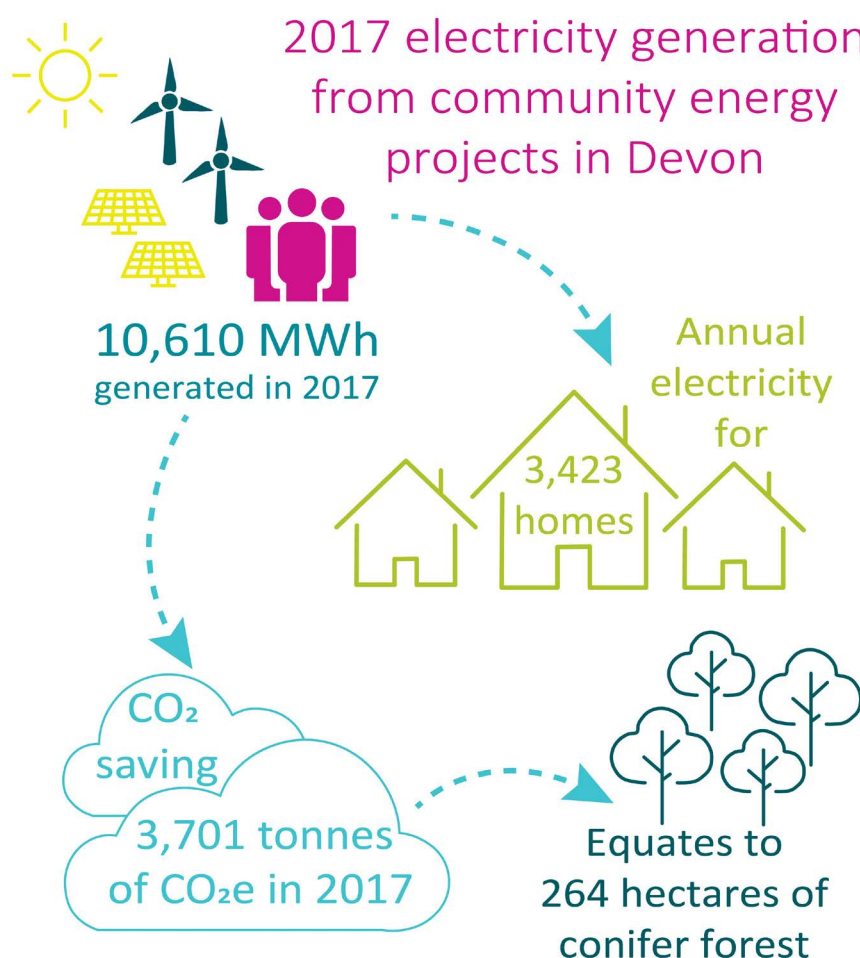 2017 electricity generation
from community energy
projects in Devon
10,610 MWh
generated in 2017
Annual
electricity
for
3,423
homes
CO₂
saving
3,701 tonnes
of CO₂e in 2017
Equates to
264 hectares of
conifer forest